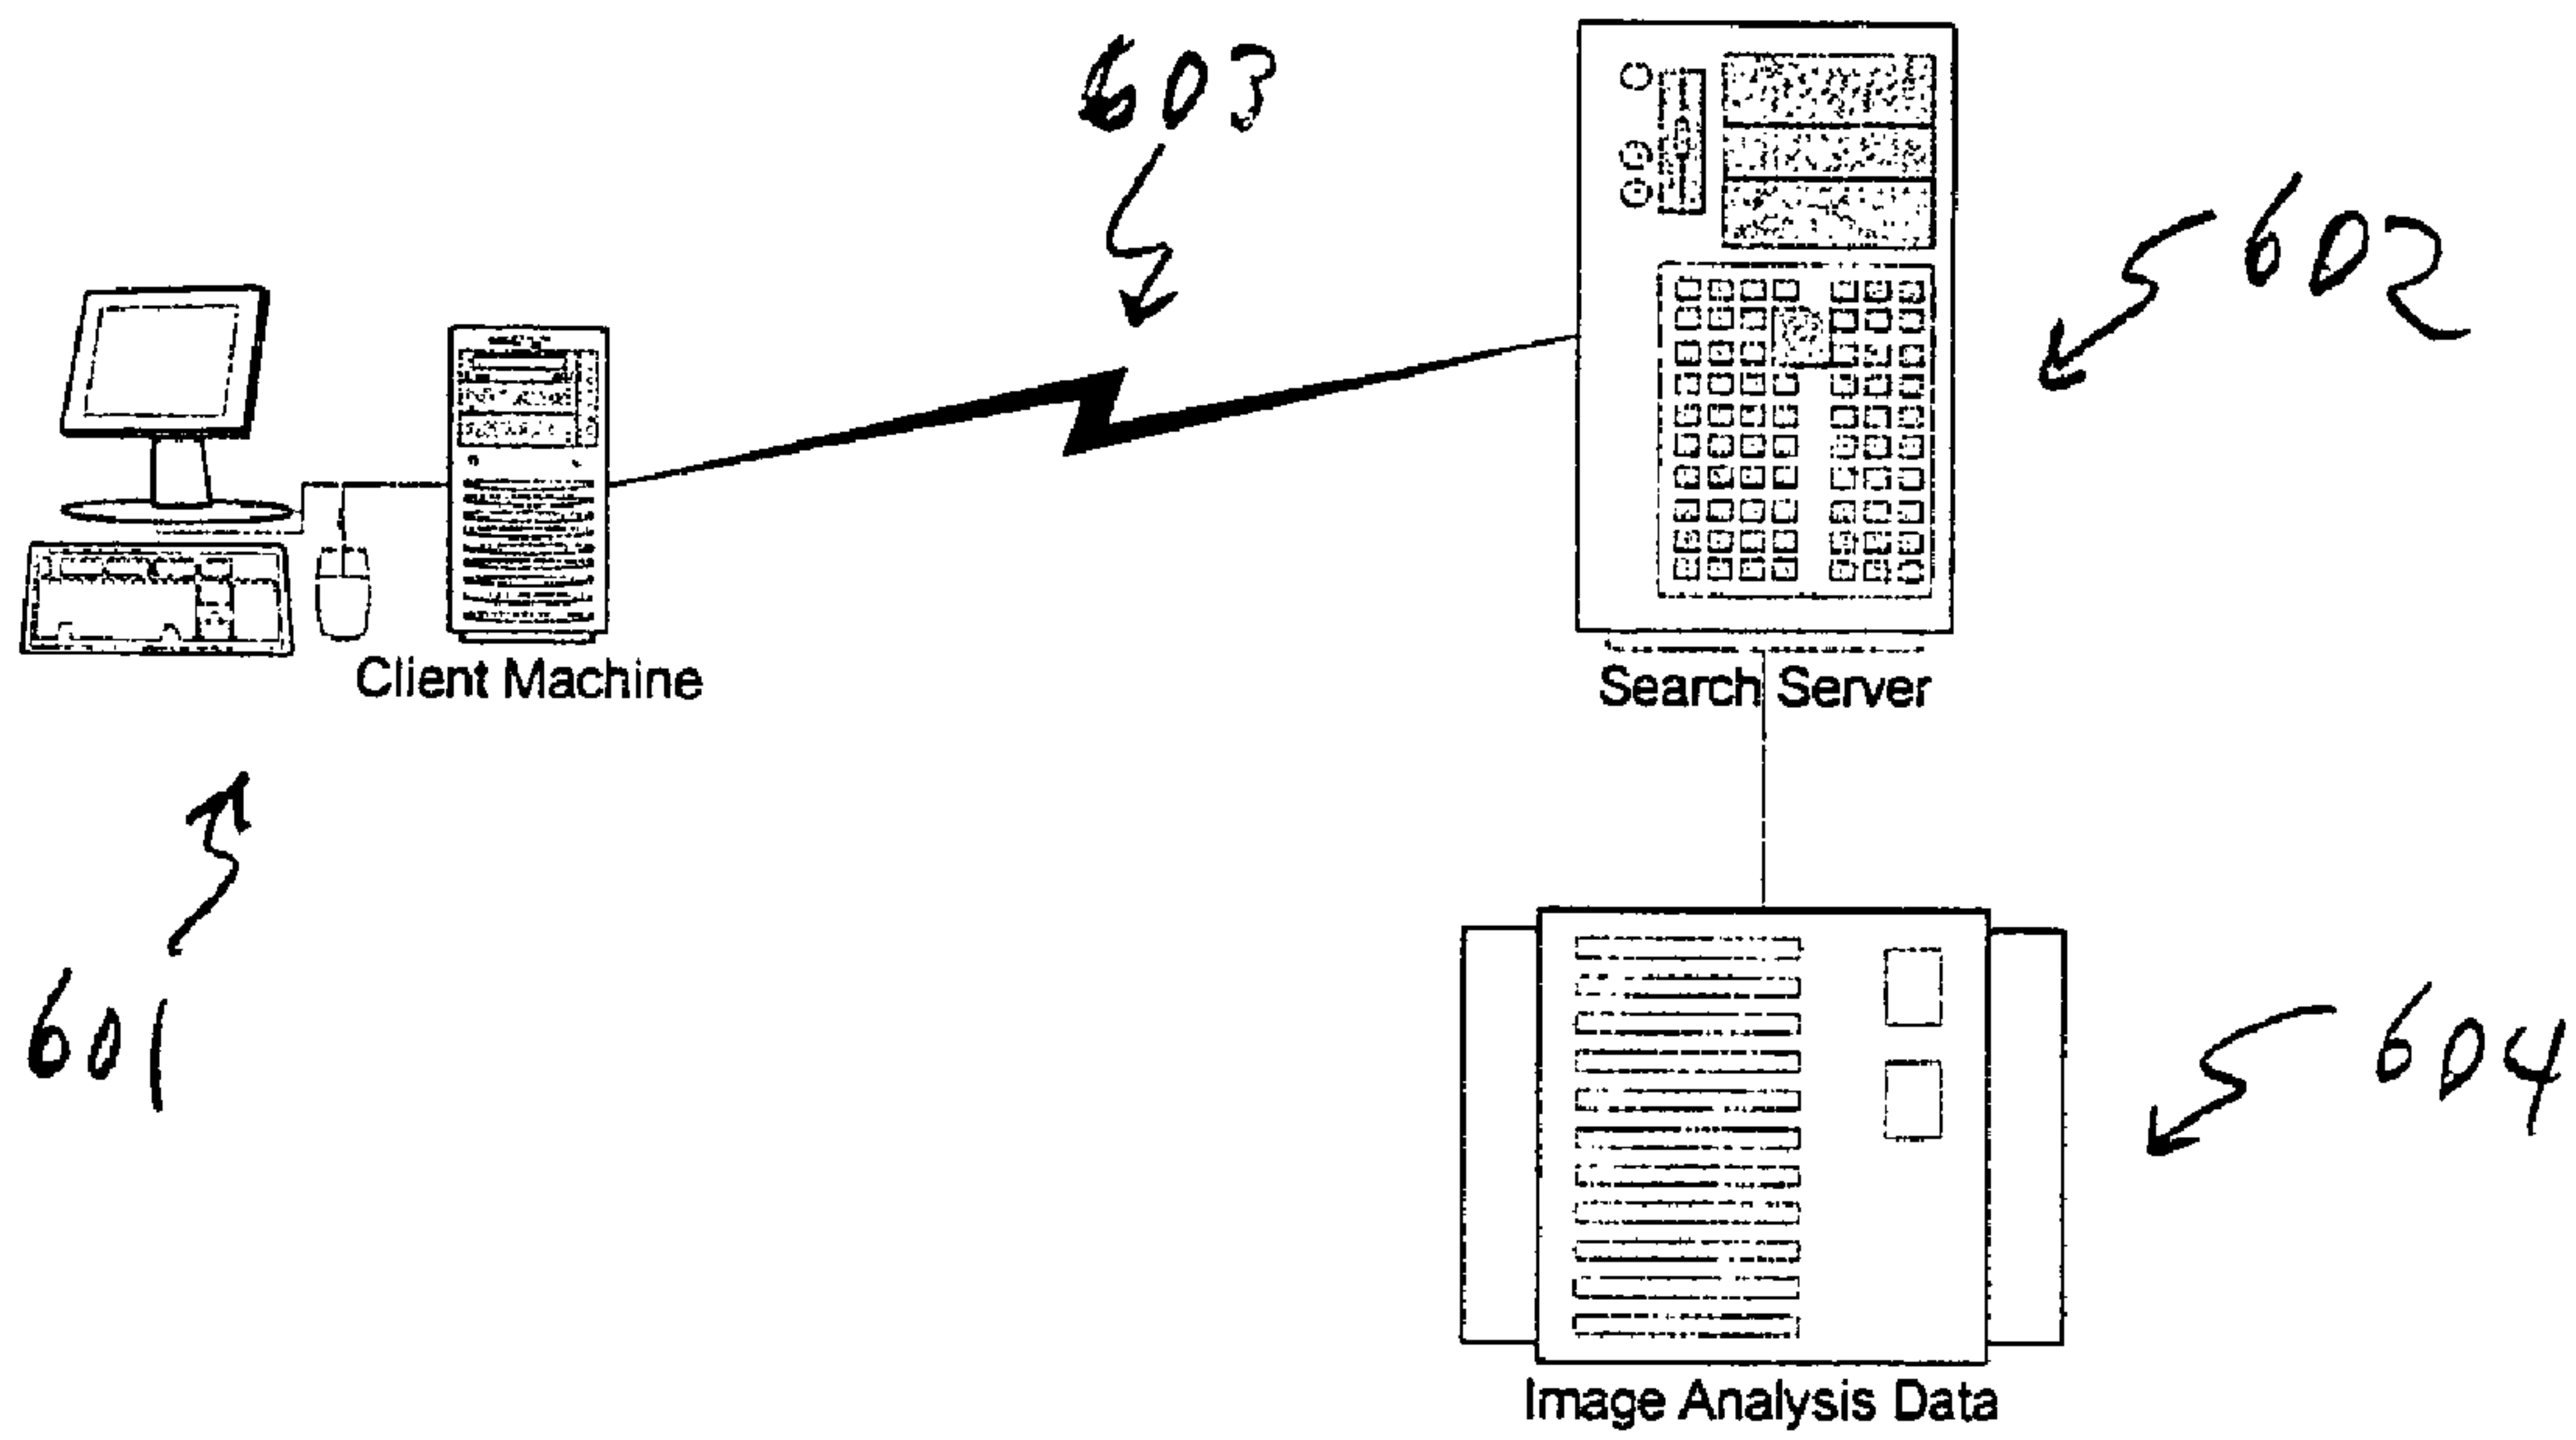 603
602
Client Machine
Search Server
601
604
Image Analysis Data